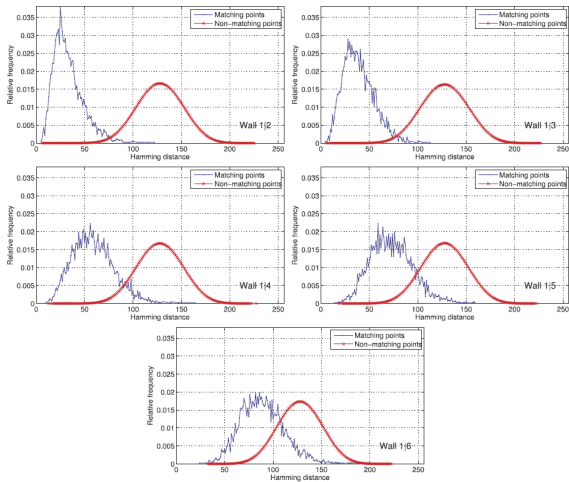 0.035
0.03
0.025
0.02
0.015
0.01
0.005
0
Relative frequency
Matching points
Non−matching points
Wall 1|2
0 50 100 150 200 250
Hamming distance
0.035
0.03
0.025
0.02
0.015
0.01
0.005
0
Relative frequency
Matching points
Non−matching points
Wall 1|3
0 50 100 150 200 250
Hamming distance
0.035
0.03
0.025
0.02
0.015
0.01
0.005
0
Relative frequency
Matching points
Non−matching points
Wall 1|4
0 50 100 150 200 250
Hamming distance
0.035
0.03
0.025
0.02
0.015
0.01
0.005
0
Relative frequency
Matching points
Non−matching points
Wall 1|5
0 50 100 150 200 250
Hamming distance
0.035
0.03
0.025
0.02
0.015
0.01
0.005
0
Relative frequency
Matching points
Non−matching points
Wall 1|6
0 50 100 150 200 250
Hamming distance